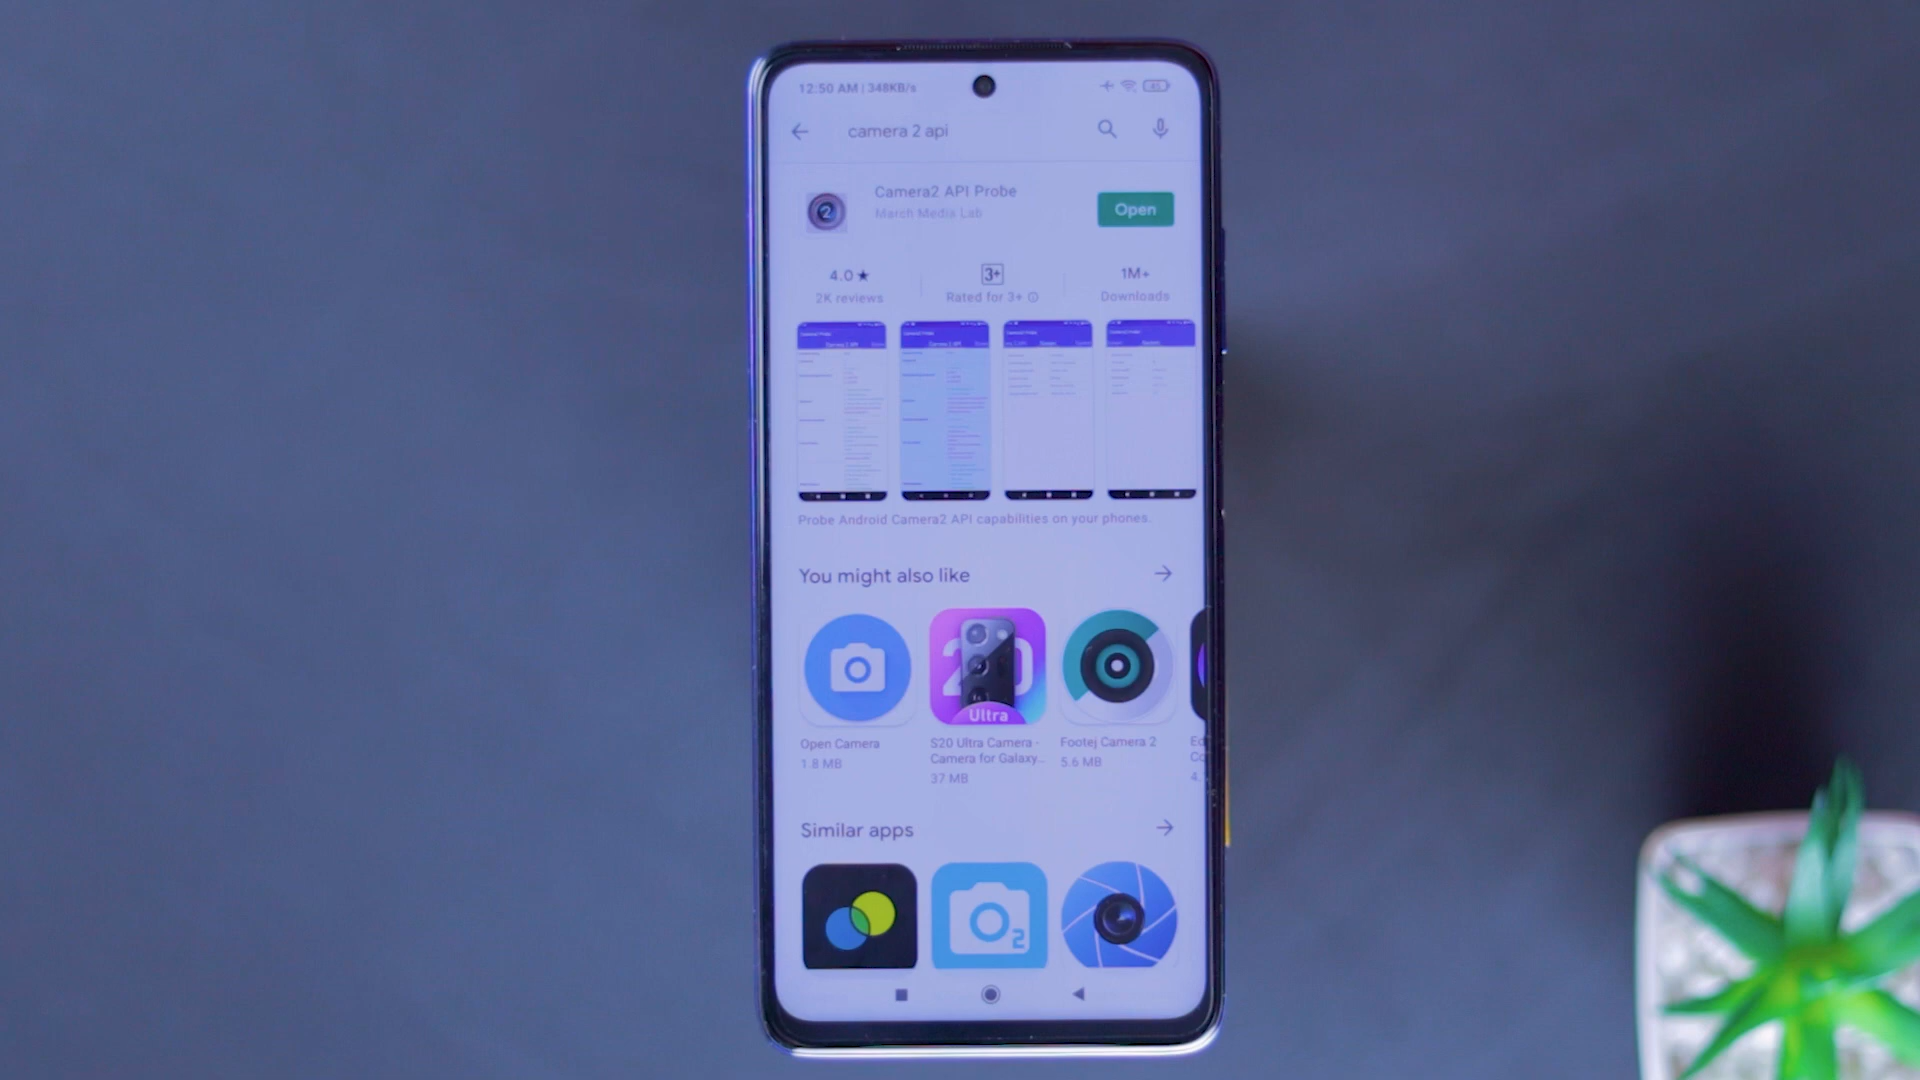 12:50 AM | 348KB/s
45
camera 2 api
Camera2 API Probe
March Media Lab
Open
4.0 ★
3+
1M+
2K reviews
Rated for 3+
Downloads
Probe Android Camera2 API capabilities on your phones.
You might also like
20
Ultra
Open Camera
1.8 MB
S20 Ultra Camera -
Camera for Galaxy...
37 MB
Footej Camera 2
5.6 MB
Similar apps
2